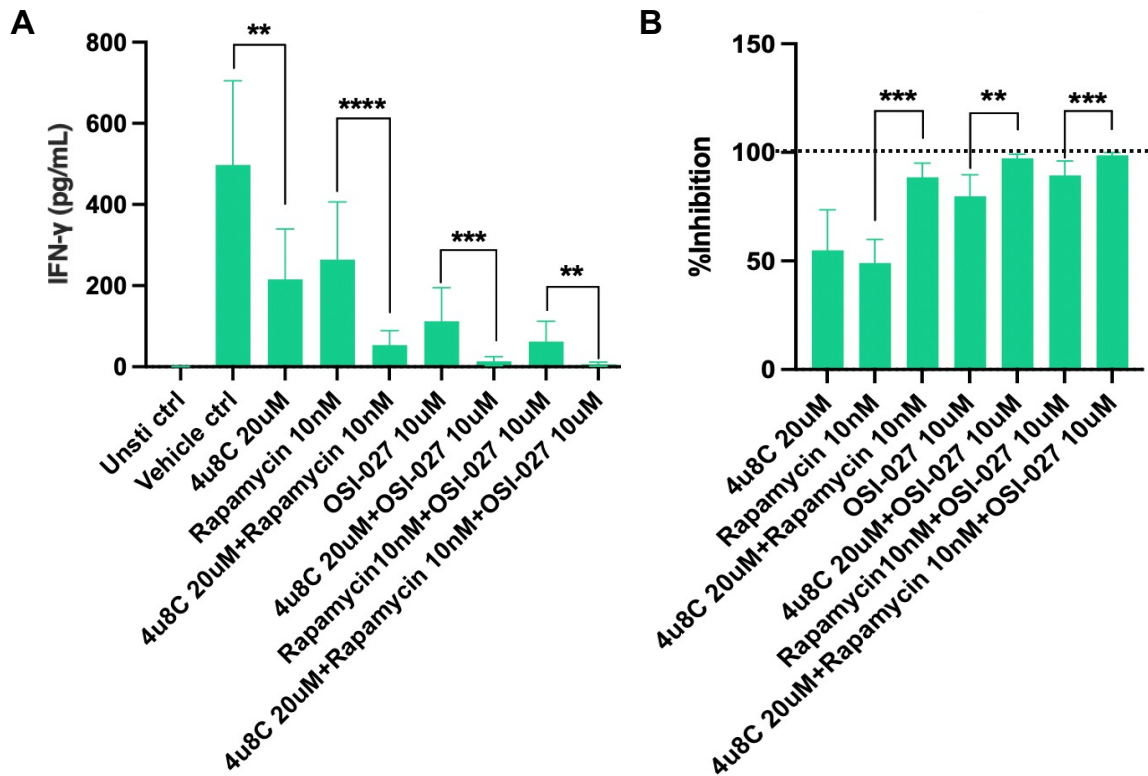 A
IFN-γ (pg/mL)
800
600
400
200
0
**
****
***
**
Unsti ctrl
Vehicle ctrl
4u8C 20uM
Rapamycin 10nM
4u8C 20uM+Rapamycin 10nM
OSI-027 10uM
4u8C 20uM+OSI-027 10uM
Rapamycin10nM+OSI-027 10uM
4u8C 20uM+Rapamycin 10nM+OSI-027 10uM
B
%Inhibition
150
100
50
0
***
**
***
4u8C 20uM
Rapamycin 10nM
4u8C 20uM+Rapamycin 10nM
OSI-027 10uM
4u8C 20uM+OSI-027 10uM
Rapamycin10nM+OSI-027 10uM
4u8C 20uM+Rapamycin 10nM+OSI-027 10uM